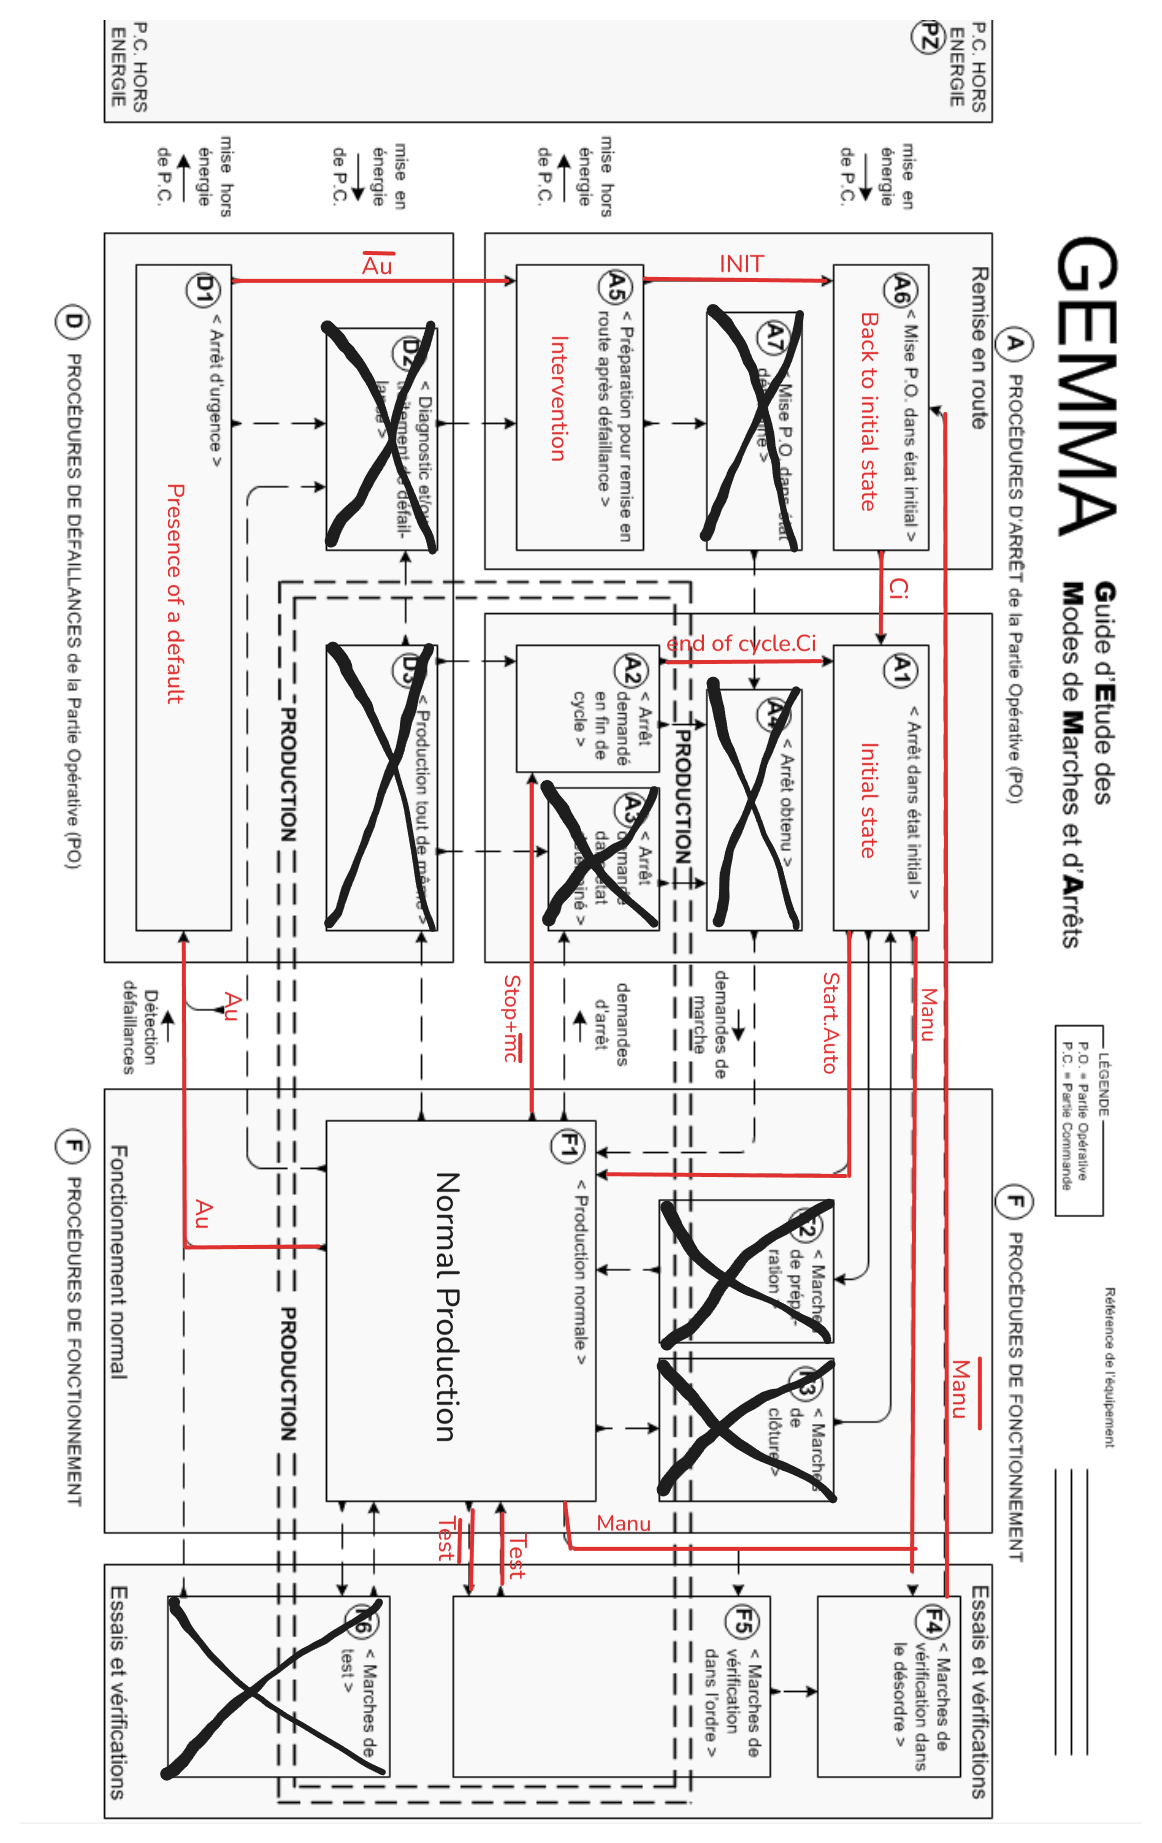 GEMMA
Guide d'Etude des
Modes de Marches et d'Arrêts
LÉGENDE
P.O. = Partie Opérative
P.C. = Partie Commande
Référence de l'équipement
A PROCÉDURES D'ARRÊT de la Partie Opérative (PO)
F PROCÉDURES DE FONCTIONNEMENT
PZ
P.C. HORS
ENERGIE
mise en
énergie
de P.C.
Remise en route
A6 < Mise P.O. dans état initial >
Back to initial state
Ci
A1 < Arrêt dans état initial >
Initial state
Manu
Start.Auto
Manu
Essais et vérifications
F4 < Marches de
vérification dans
le désordre >
INIT
A7 < Mise P.O. dans état
end of cycle.Ci
A4 < Arrêt obtenu >
demandes de
marche
F2 < Marches
de prépa-
ration >
F3 < Marches
de
clôture >
mise hors
énergie
de P.C.
A5 < Préparation pour remise en
route après défaillance >
Intervention
A2 < Arrêt
demandé
en fin de
cycle >
PRODUCTION
A3 < Arrêt
demandé
dans état
demandes
d'arrêt
Stop+mc
F1 < Production normale >
Normal Production
Manu
Test
Test
F5 < Marches de
vérification
dans l'ordre >
Au
mise en
énergie
de P.C.
D2 < Diagnostic et/ou
traitement de défail-
lance >
D3 < Production tout de même >
F6 < Marches de
test >
PRODUCTION
PRODUCTION
mise hors
énergie
de P.C.
D1 < Arrêt d'urgence >
Presence of a default
Au
Détection
défaillances
Au
P.C. HORS
ENERGIE
Fonctionnement normal
Essais et vérifications
D PROCÉDURES DE DÉFAILLANCES de la Partie Opérative (PO)
F PROCÉDURES DE FONCTIONNEMENT